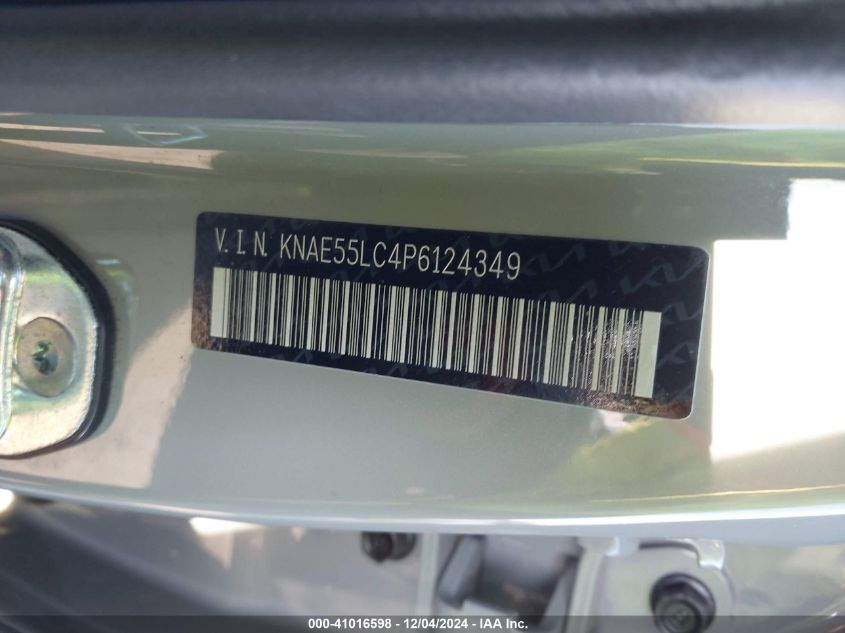 V.I.N. KNAE55LC4P6124349
000-41016598 - 12/04/2024 - IAA Inc.